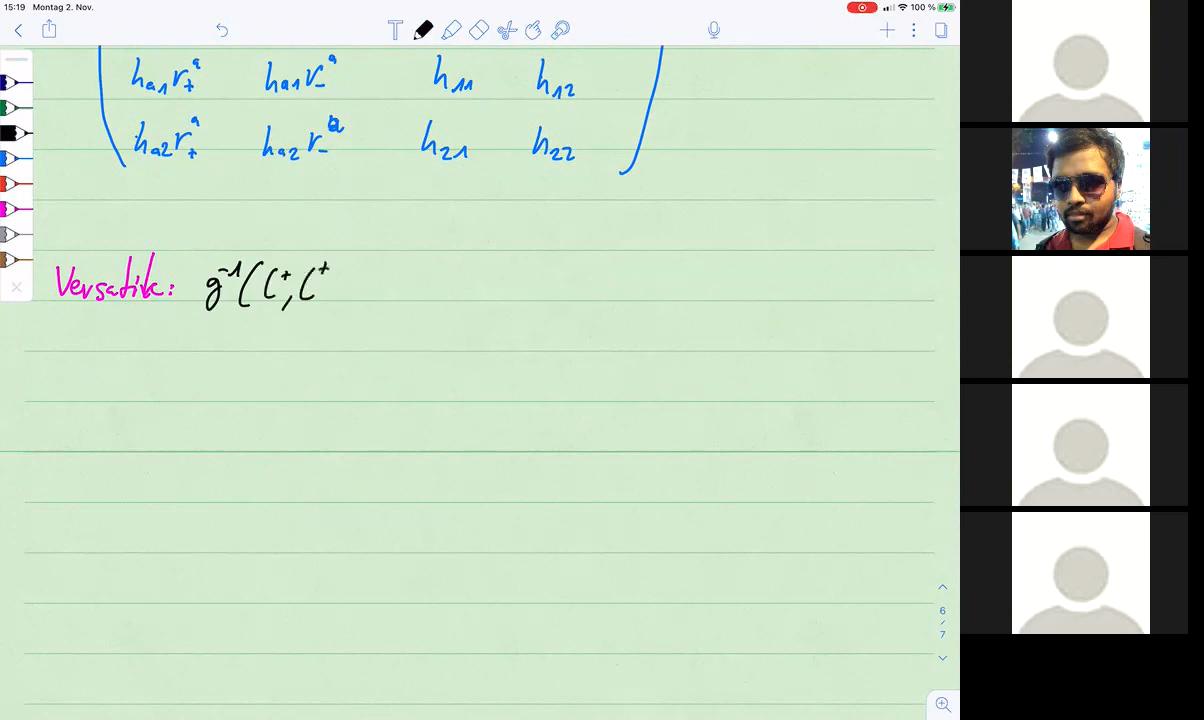 15:19 Montag 2. Nov. 100 %
h_{a1}r_+^a h_{a1}r_-^a h_{11} h_{12}
h_{a2}r_+^a h_{a2}r_-^a h_{21} h_{22}
g^{-1}(C^+, C^+
6
/
7